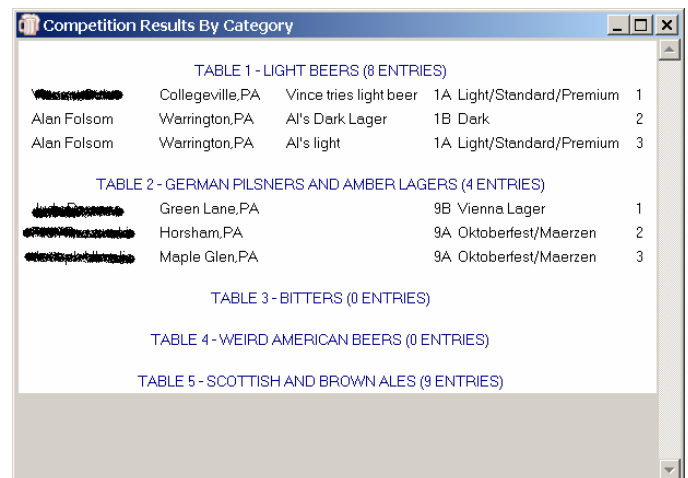 Competition Results By Category
TABLE 1 - LIGHT BEERS (8 ENTRIES)
Collegeville,PA Vince tries light beer 1A Light/Standard/Premium 1
Alan Folsom Warrington,PA Al's Dark Lager 1B Dark 2
Alan Folsom Warrington,PA Al's light 1A Light/Standard/Premium 3
TABLE 2 - GERMAN PILSNERS AND AMBER LAGERS (4 ENTRIES)
Green Lane,PA 9B Vienna Lager 1
Horsham,PA 9A Oktoberfest/Maerzen 2
Maple Glen,PA 9A Oktoberfest/Maerzen 3
TABLE 3 - BITTERS (0 ENTRIES)
TABLE 4 - WEIRD AMERICAN BEERS (0 ENTRIES)
TABLE 5 - SCOTTISH AND BROWN ALES (9 ENTRIES)